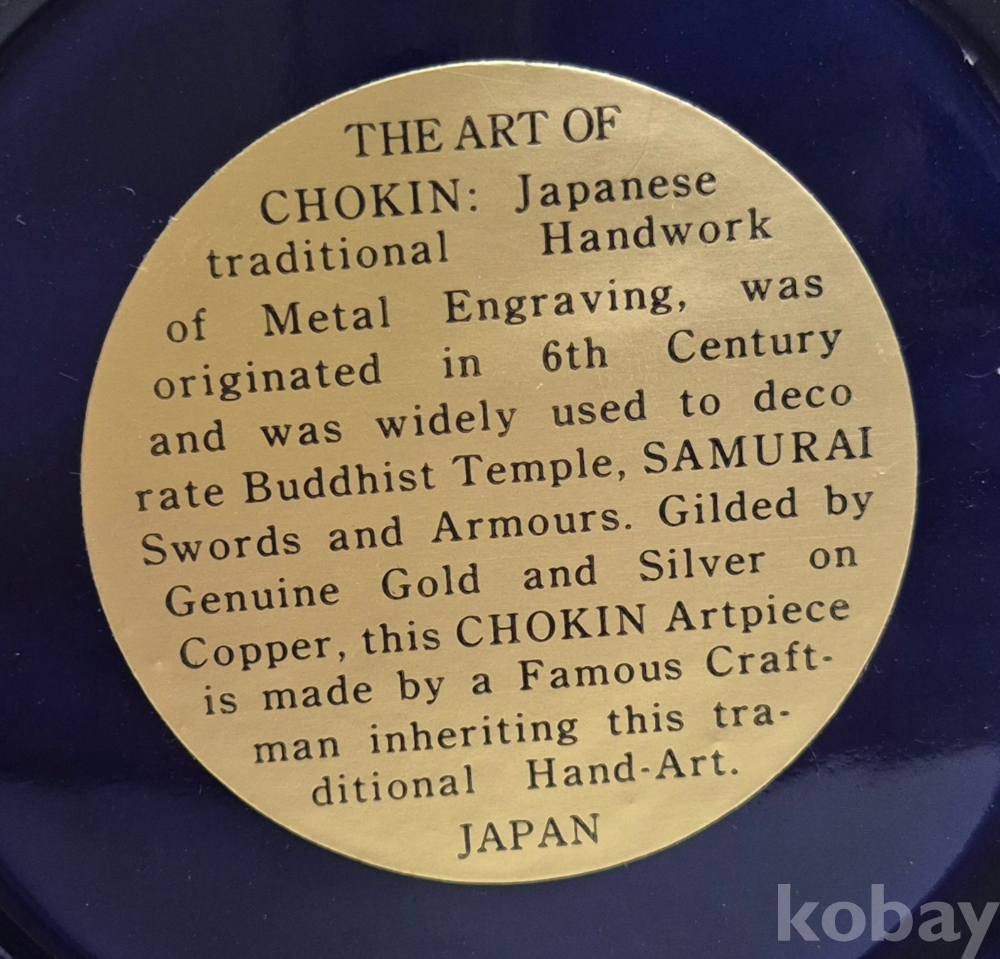 THE ART OF
CHOKIN: Japanese
traditional Handwork
of Metal Engraving, was
originated in 6th Century
and was widely used to deco
rate Buddhist Temple, SAMURAI
Swords and Armours. Gilded by
Genuine Gold and Silver on
Copper, this CHOKIN Artpiece
is made by a Famous Craft-
man inheriting this tra-
ditional Hand-Art.
JAPAN
kobay